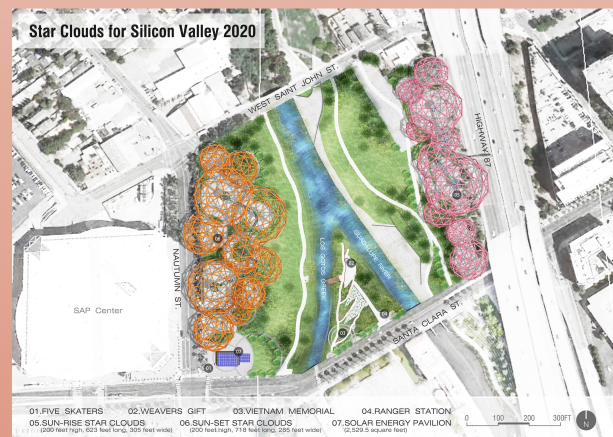 Star Clouds for Silicon Valley 2020
WEST SAINT JOHN ST.
HIGHWAY 87
NAUTUMN ST.
LOS GATOS CREEK
GUADALUPE RIVER
SAP Center
SANTA CLARA ST.
01.FIVE SKATERS 02.WEAVERS GIFT 03.VIETNAM MEMORIAL 04.RANGER STATION
05.SUN-RISE STAR CLOUDS 06.SUN-SET STAR CLOUDS 07.SOLAR ENERGY PAVILION
(200 feet high, 623 feet long, 305 feet wide) (200 feet high, 718 feet long, 285 feet wide) (2,529.5 square feet)
0 100 200 300FT
N